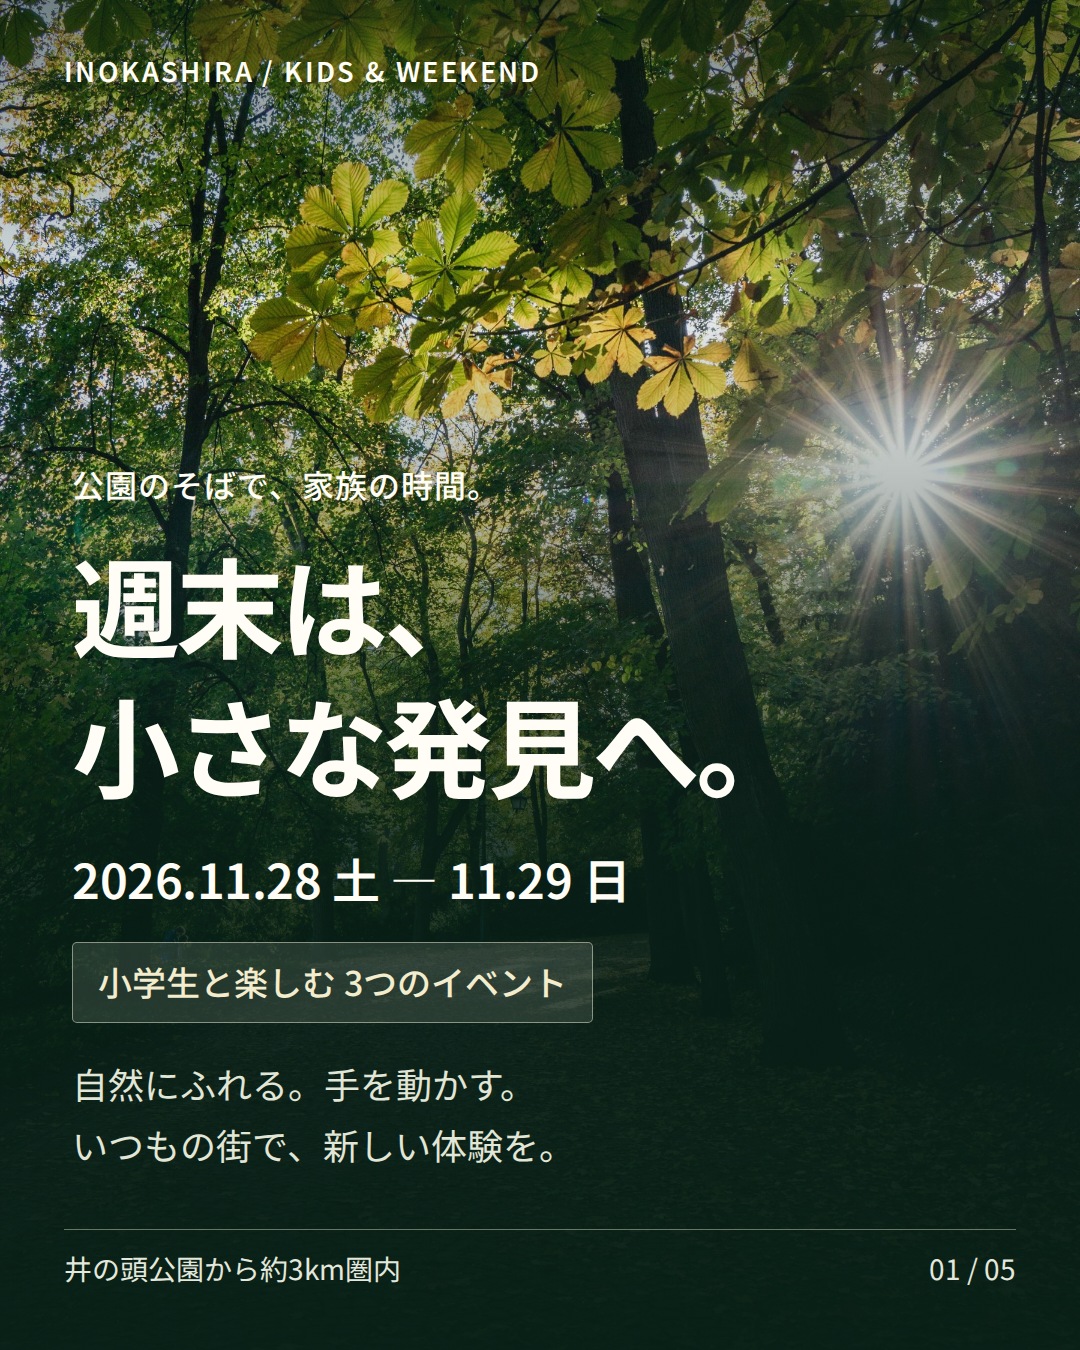 INOKASHIRA / KIDS & WEEKEND
公園のそばで、家族の時間。
週末は、
小さな発見へ。
2026.11.28 土 — 11.29 日
小学生と楽しむ 3つのイベント
自然にふれる。手を動かす。
いつもの街で、新しい体験を。
井の頭公園から約3km圏内
01 / 05